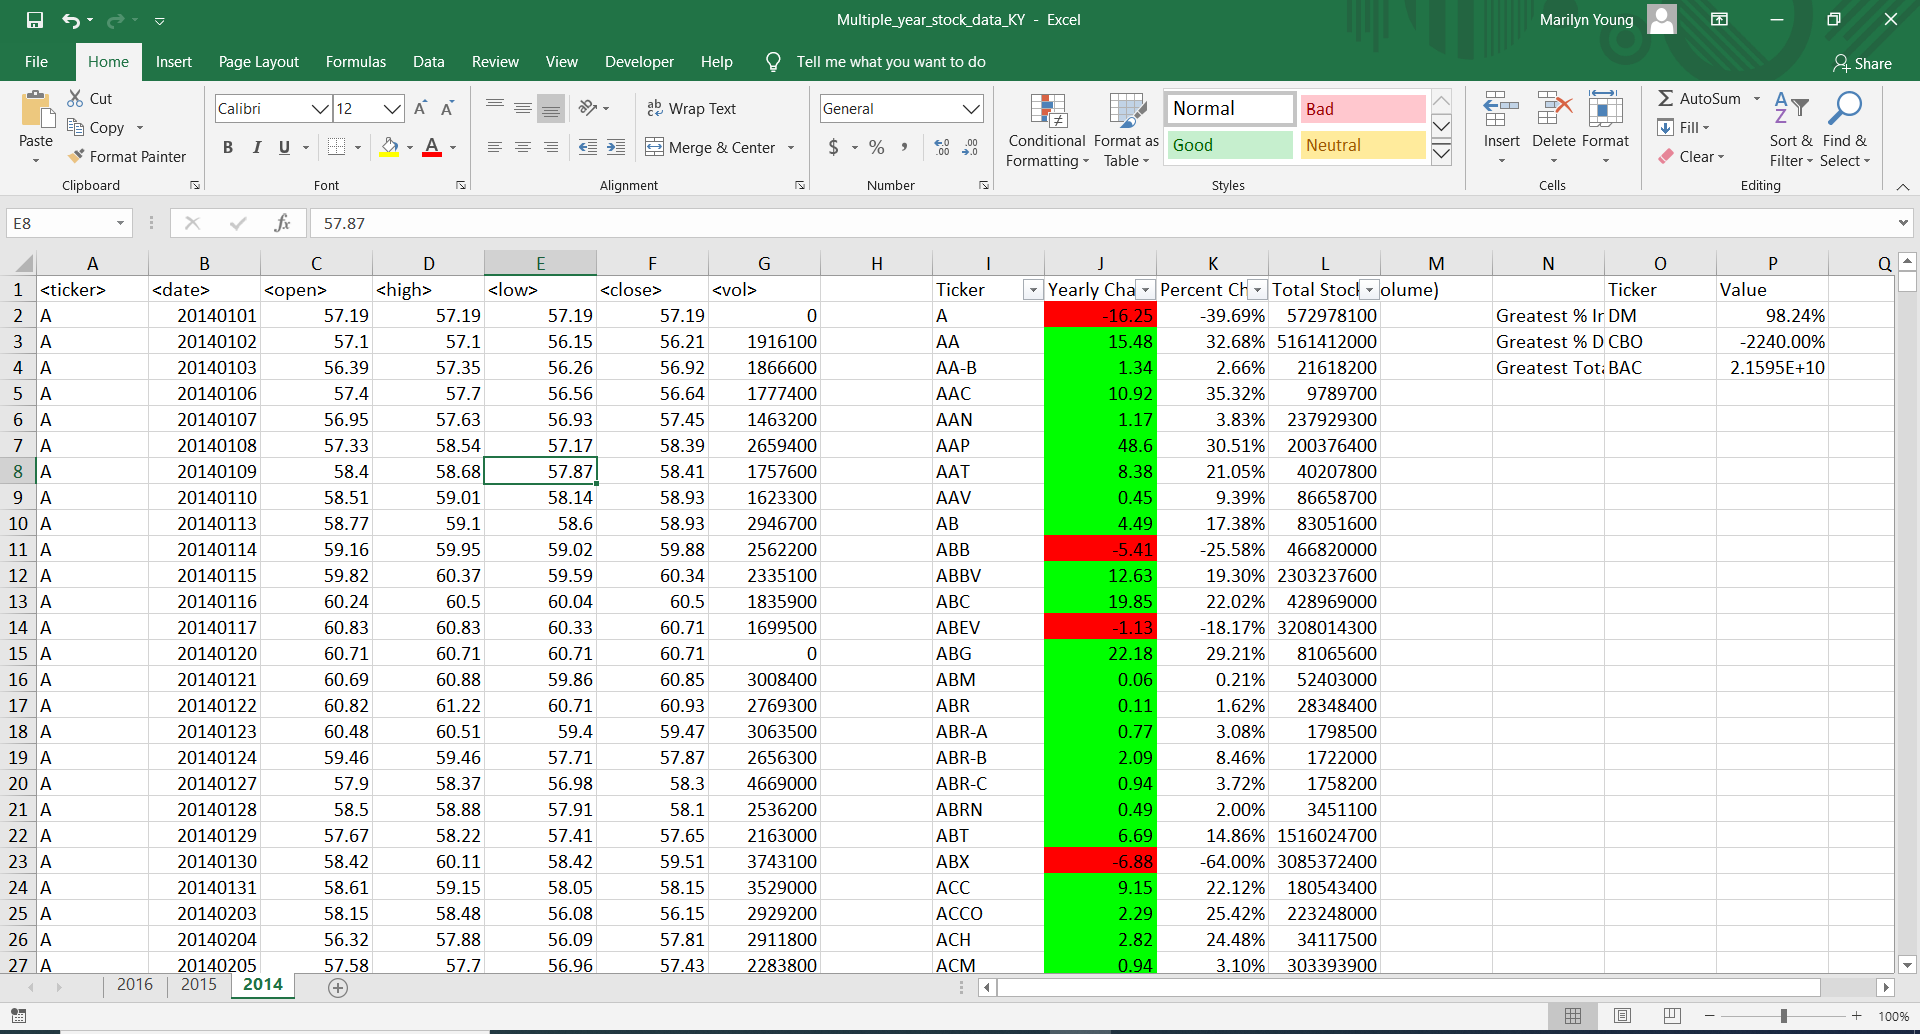 Multiple_year_stock_data_KY - Excel
Marilyn Young
File Home Insert Page Layout Formulas Data Review View Developer Help Tell me what you want to do Share
Paste Cut Copy Format Painter Clipboard
Calibri 12 A A B I U A Font
ab Wrap Text Merge & Center Alignment
General $ % , .00 .00 Number
Conditional Formatting Format as Table Normal Bad Good Neutral Styles
Insert Delete Format Cells
AutoSum Fill Clear Sort & Filter Find & Select Editing
E8 fx 57.87
A B C D E F G H I J K L M N O P Q
1 <ticker> <date> <open> <high> <low> <close> <vol> Ticker Yearly Cha Percent Ch Total Stock olume) Ticker Value
2 A 20140101 57.19 57.19 57.19 57.19 0 A -16.25 -39.69% 572978100 Greatest % In DM 98.24%
3 A 20140102 57.1 57.1 56.15 56.21 1916100 AA 15.48 32.68% 5161412000 Greatest % D CBO -2240.00%
4 A 20140103 56.39 57.35 56.26 56.92 1866600 AA-B 1.34 2.66% 21618200 Greatest Tota BAC 2.1595E+10
5 A 20140106 57.4 57.7 56.56 56.64 1777400 AAC 10.92 35.32% 9789700
6 A 20140107 56.95 57.63 56.93 57.45 1463200 AAN 1.17 3.83% 237929300
7 A 20140108 57.33 58.54 57.17 58.39 2659400 AAP 48.6 30.51% 200376400
8 A 20140109 58.4 58.68 57.87 58.41 1757600 AAT 8.38 21.05% 40207800
9 A 20140110 58.51 59.01 58.14 58.93 1623300 AAV 0.45 9.39% 86658700
10 A 20140113 58.77 59.1 58.6 58.93 2946700 AB 4.49 17.38% 83051600
11 A 20140114 59.16 59.95 59.02 59.88 2562200 ABB -5.41 -25.58% 466820000
12 A 20140115 59.82 60.37 59.59 60.34 2335100 ABBV 12.63 19.30% 2303237600
13 A 20140116 60.24 60.5 60.04 60.5 1835900 ABC 19.85 22.02% 428969000
14 A 20140117 60.83 60.83 60.33 60.71 1699500 ABEV -1.13 -18.17% 3208014300
15 A 20140120 60.71 60.71 60.71 60.71 0 ABG 22.18 29.21% 81065600
16 A 20140121 60.69 60.88 59.86 60.85 3008400 ABM 0.06 0.21% 52403000
17 A 20140122 60.82 61.22 60.71 60.93 2769300 ABR 0.11 1.62% 28348400
18 A 20140123 60.48 60.51 59.4 59.47 3063500 ABR-A 0.77 3.08% 1798500
19 A 20140124 59.46 59.46 57.71 57.87 2656300 ABR-B 2.09 8.46% 1722000
20 A 20140127 57.9 58.37 56.98 58.3 4669000 ABR-C 0.94 3.72% 1758200
21 A 20140128 58.5 58.88 57.91 58.1 2536200 ABRN 0.49 2.00% 3451100
22 A 20140129 57.67 58.22 57.41 57.65 2163000 ABT 6.69 14.86% 1516024700
23 A 20140130 58.42 60.11 58.42 59.51 3743100 ABX -6.88 -64.00% 3085372400
24 A 20140131 58.61 59.15 58.05 58.15 3529000 ACC 9.15 22.12% 180543400
25 A 20140203 58.15 58.48 56.08 56.15 2929200 ACCO 2.29 25.42% 223248000
26 A 20140204 56.32 57.88 56.09 57.81 2911800 ACH 2.82 24.48% 34117500
27 A 20140205 57.58 57.7 56.96 57.43 2283800 ACM 0.94 3.10% 303393900
2016 2015 2014
100%